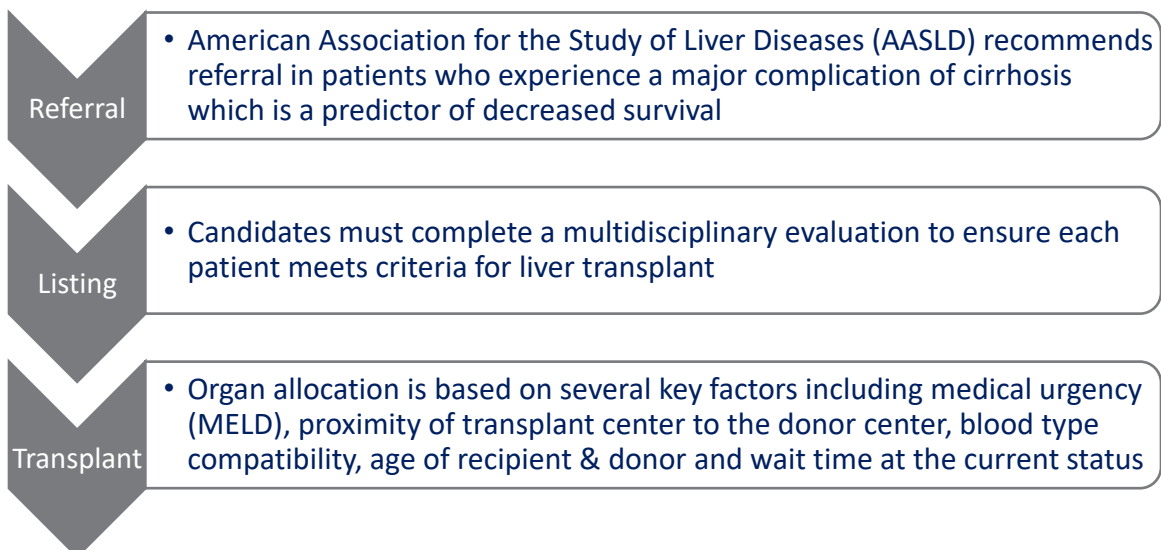 Referral
• American Association for the Study of Liver Diseases (AASLD) recommends
referral in patients who experience a major complication of cirrhosis
which is a predictor of decreased survival
Listing
• Candidates must complete a multidisciplinary evaluation to ensure each
patient meets criteria for liver transplant
Transplant
• Organ allocation is based on several key factors including medical urgency
(MELD), proximity of transplant center to the donor center, blood type
compatibility, age of recipient & donor and wait time at the current status